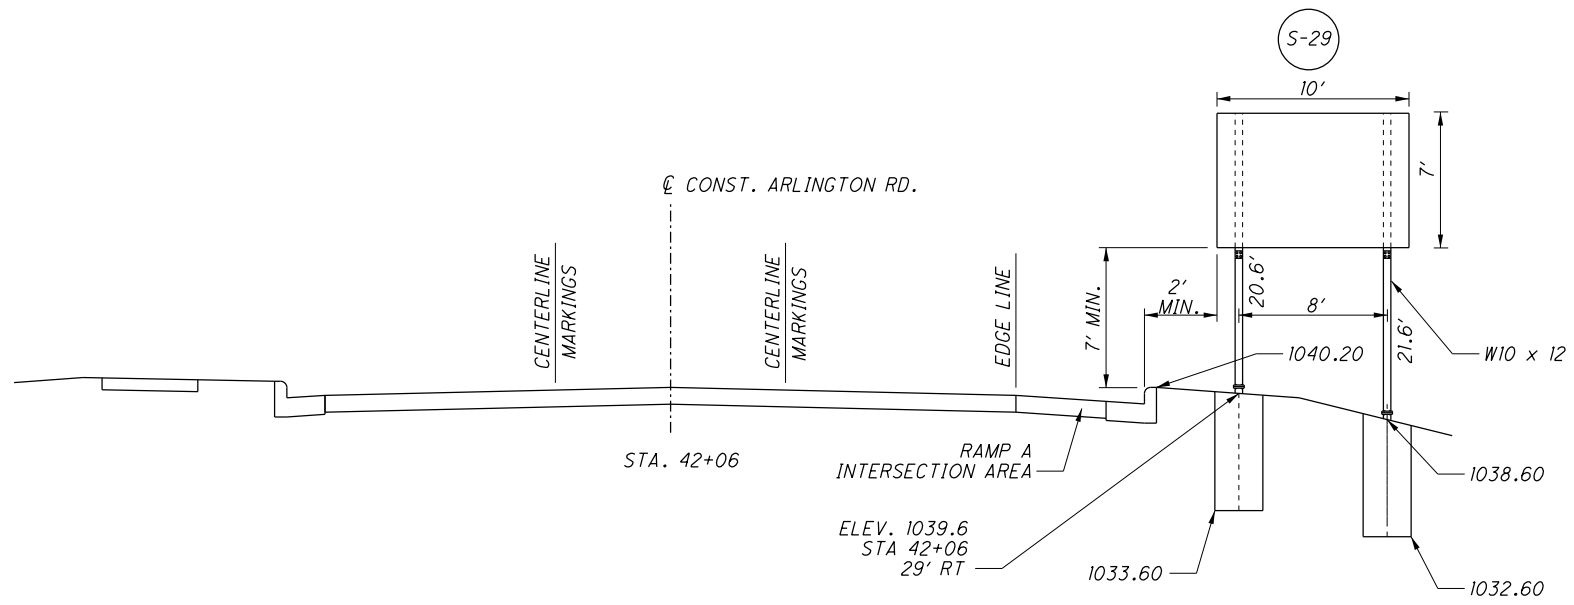 S-29
10'
7'
℄ CONST. ARLINGTON RD.
CENTERLINE
MARKINGS
CENTERLINE
MARKINGS
EDGE LINE
7' MIN.
2'
MIN.
20.6'
8'
21.6'
W10 x 12
1040.20
STA. 42+06
RAMP A
INTERSECTION AREA
1038.60
ELEV. 1039.6
STA 42+06
29' RT
1033.60
1032.60